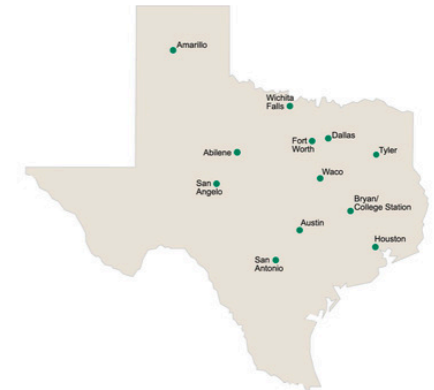 Amarillo
Wichita
Falls
Dallas
Fort
Worth
Abilene
Tyler
Waco
San
Angelo
Bryan/
College Station
Austin
Houston
San
Antonio